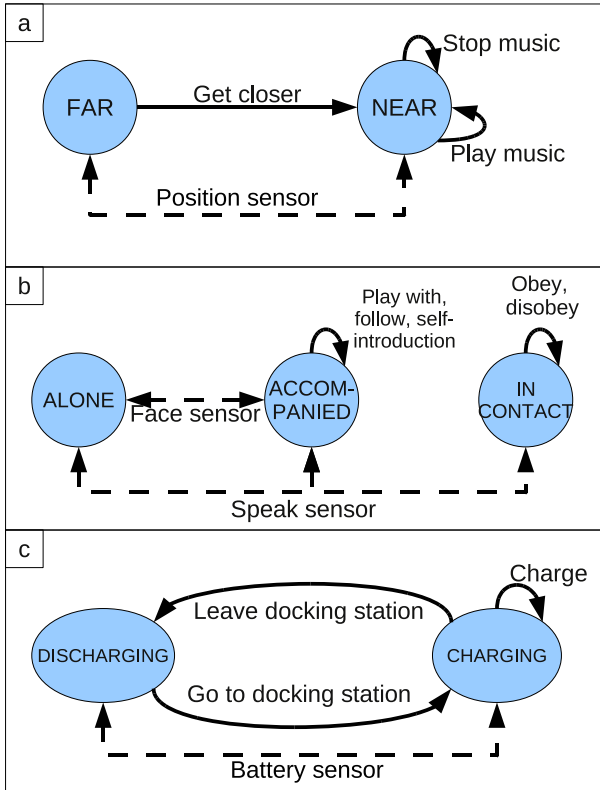 a
Stop music
FAR
Get closer
NEAR
Play music
Position sensor
b
Play with,
follow, self-
introduction
Obey,
disobey
ALONE
Face sensor
ACCOM-
PANIED
IN
CONTACT
Speak sensor
c
Charge
Leave docking station
DISCHARGING
CHARGING
Go to docking station
Battery sensor